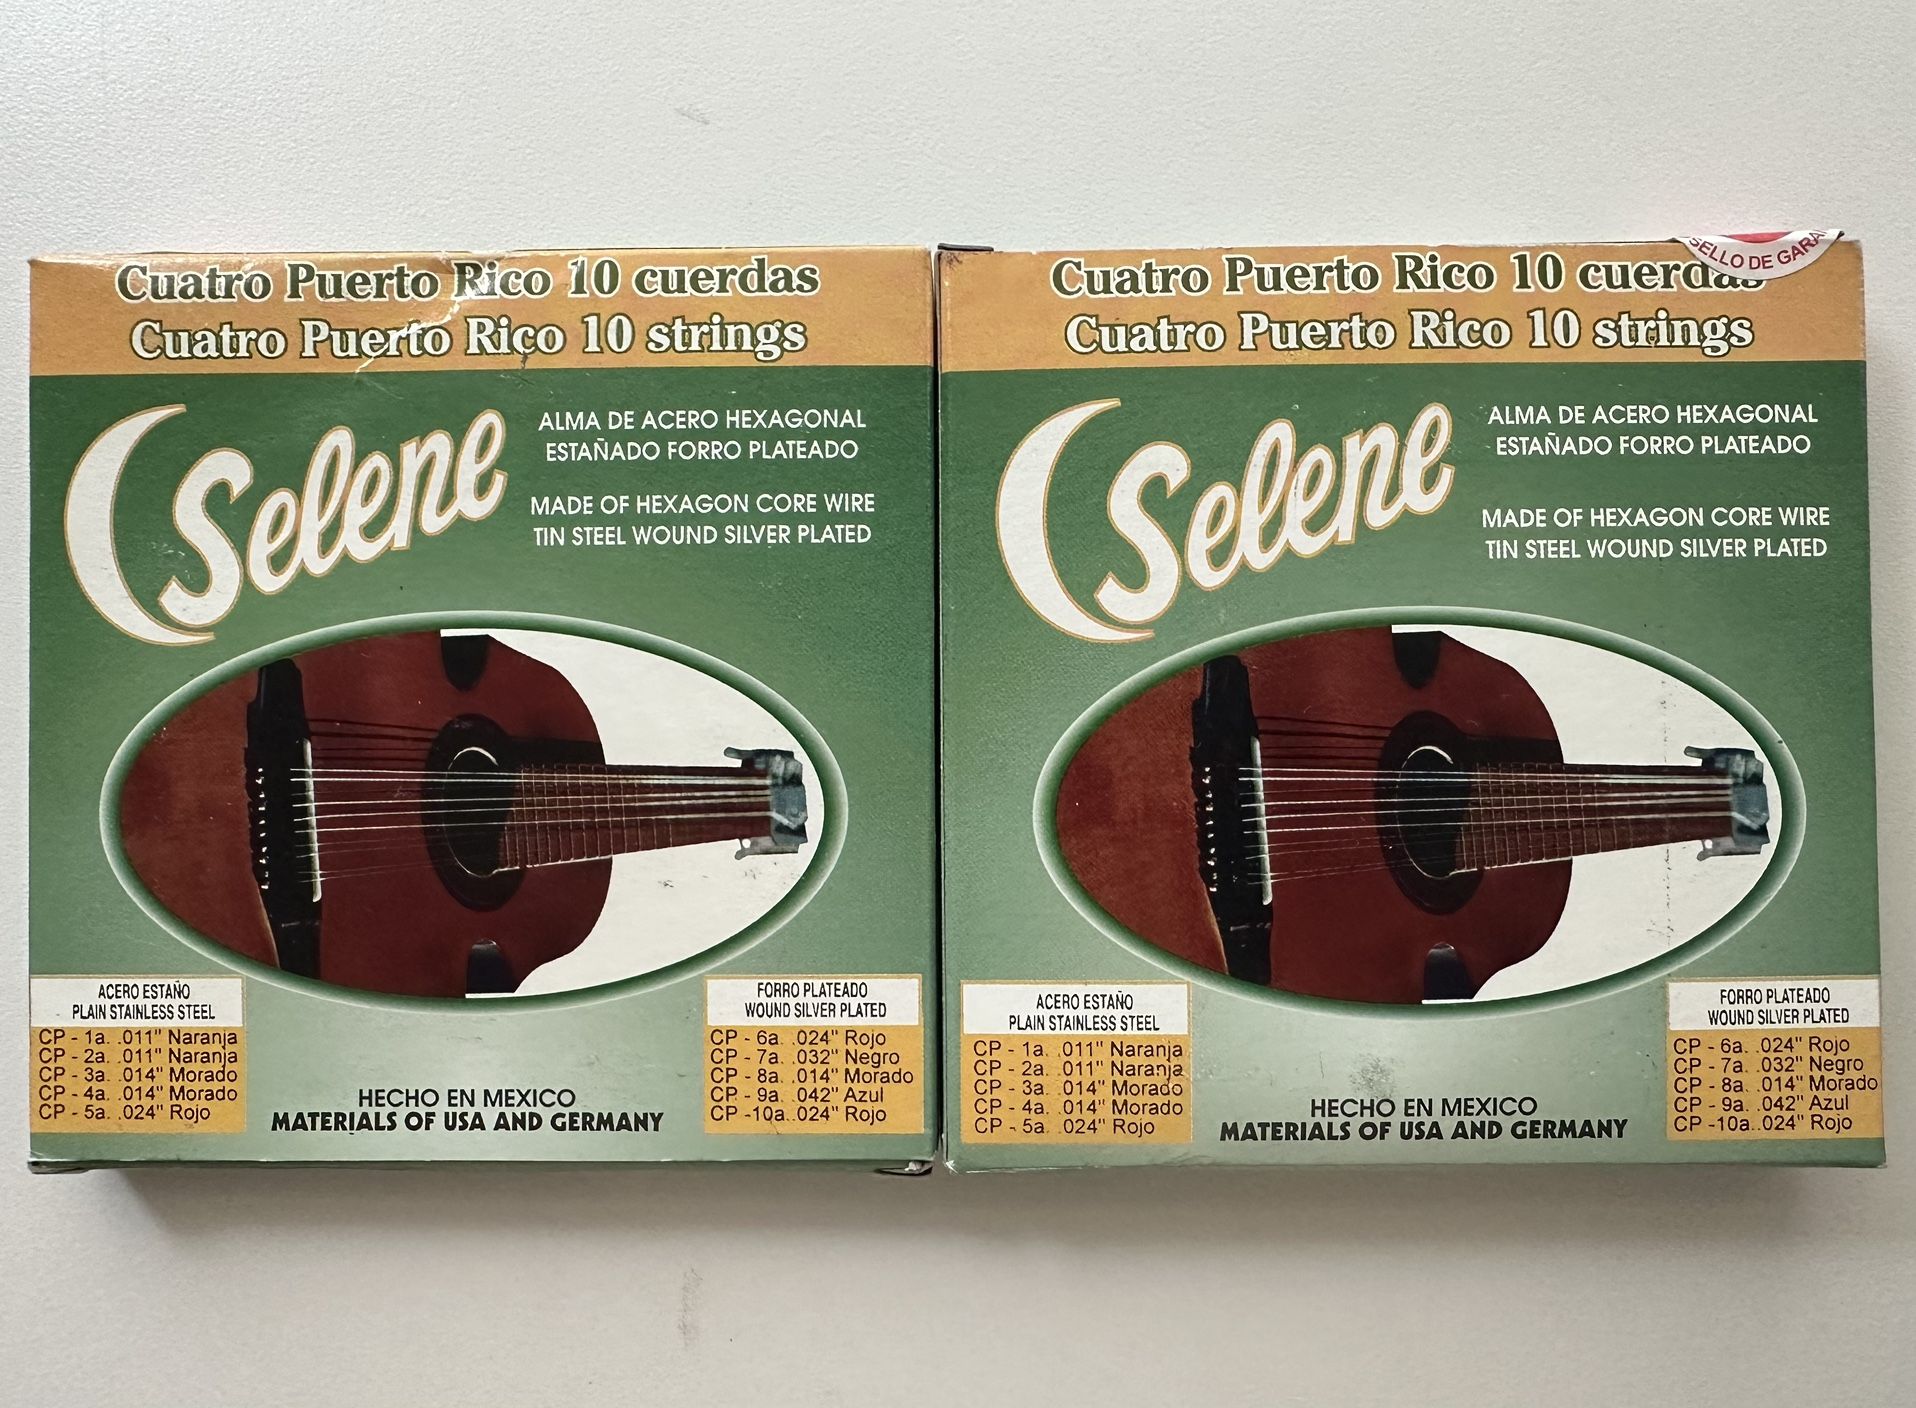 Cuatro Puerto Rico 10 cuerdas
Cuatro Puerto Rico 10 strings
Selene
ALMA DE ACERO HEXAGONAL
ESTAÑADO FORRO PLATEADO
MADE OF HEXAGON CORE WIRE
TIN STEEL WOUND SILVER PLATED
ACERO ESTAÑO
PLAIN STAINLESS STEEL
CP - 1a. .011" Naranja
CP - 2a. .011" Naranja
CP - 3a. .014" Morado
CP - 4a. .014" Morado
CP - 5a. .024" Rojo
HECHO EN MEXICO
MATERIALS OF USA AND GERMANY
FORRO PLATEADO
WOUND SILVER PLATED
CP - 6a. .024" Rojo
CP - 7a. .032" Negro
CP - 8a. .014" Morado
CP - 9a. .042" Azul
CP -10a. .024" Rojo
SELLO DE GARA
Cuatro Puerto Rico 10 cuerdas
Cuatro Puerto Rico 10 strings
Selene
ALMA DE ACERO HEXAGONAL
ESTAÑADO FORRO PLATEADO
MADE OF HEXAGON CORE WIRE
TIN STEEL WOUND SILVER PLATED
ACERO ESTAÑO
PLAIN STAINLESS STEEL
CP - 1a. .011" Naranja
CP - 2a. .011" Naranja
CP - 3a. .014" Morado
CP - 4a. .014" Morado
CP - 5a. .024" Rojo
HECHO EN MEXICO
MATERIALS OF USA AND GERMANY
FORRO PLATEADO
WOUND SILVER PLATED
CP - 6a. .024" Rojo
CP - 7a. .032" Negro
CP - 8a. .014" Morado
CP - 9a. .042" Azul
CP -10a. .024" Rojo